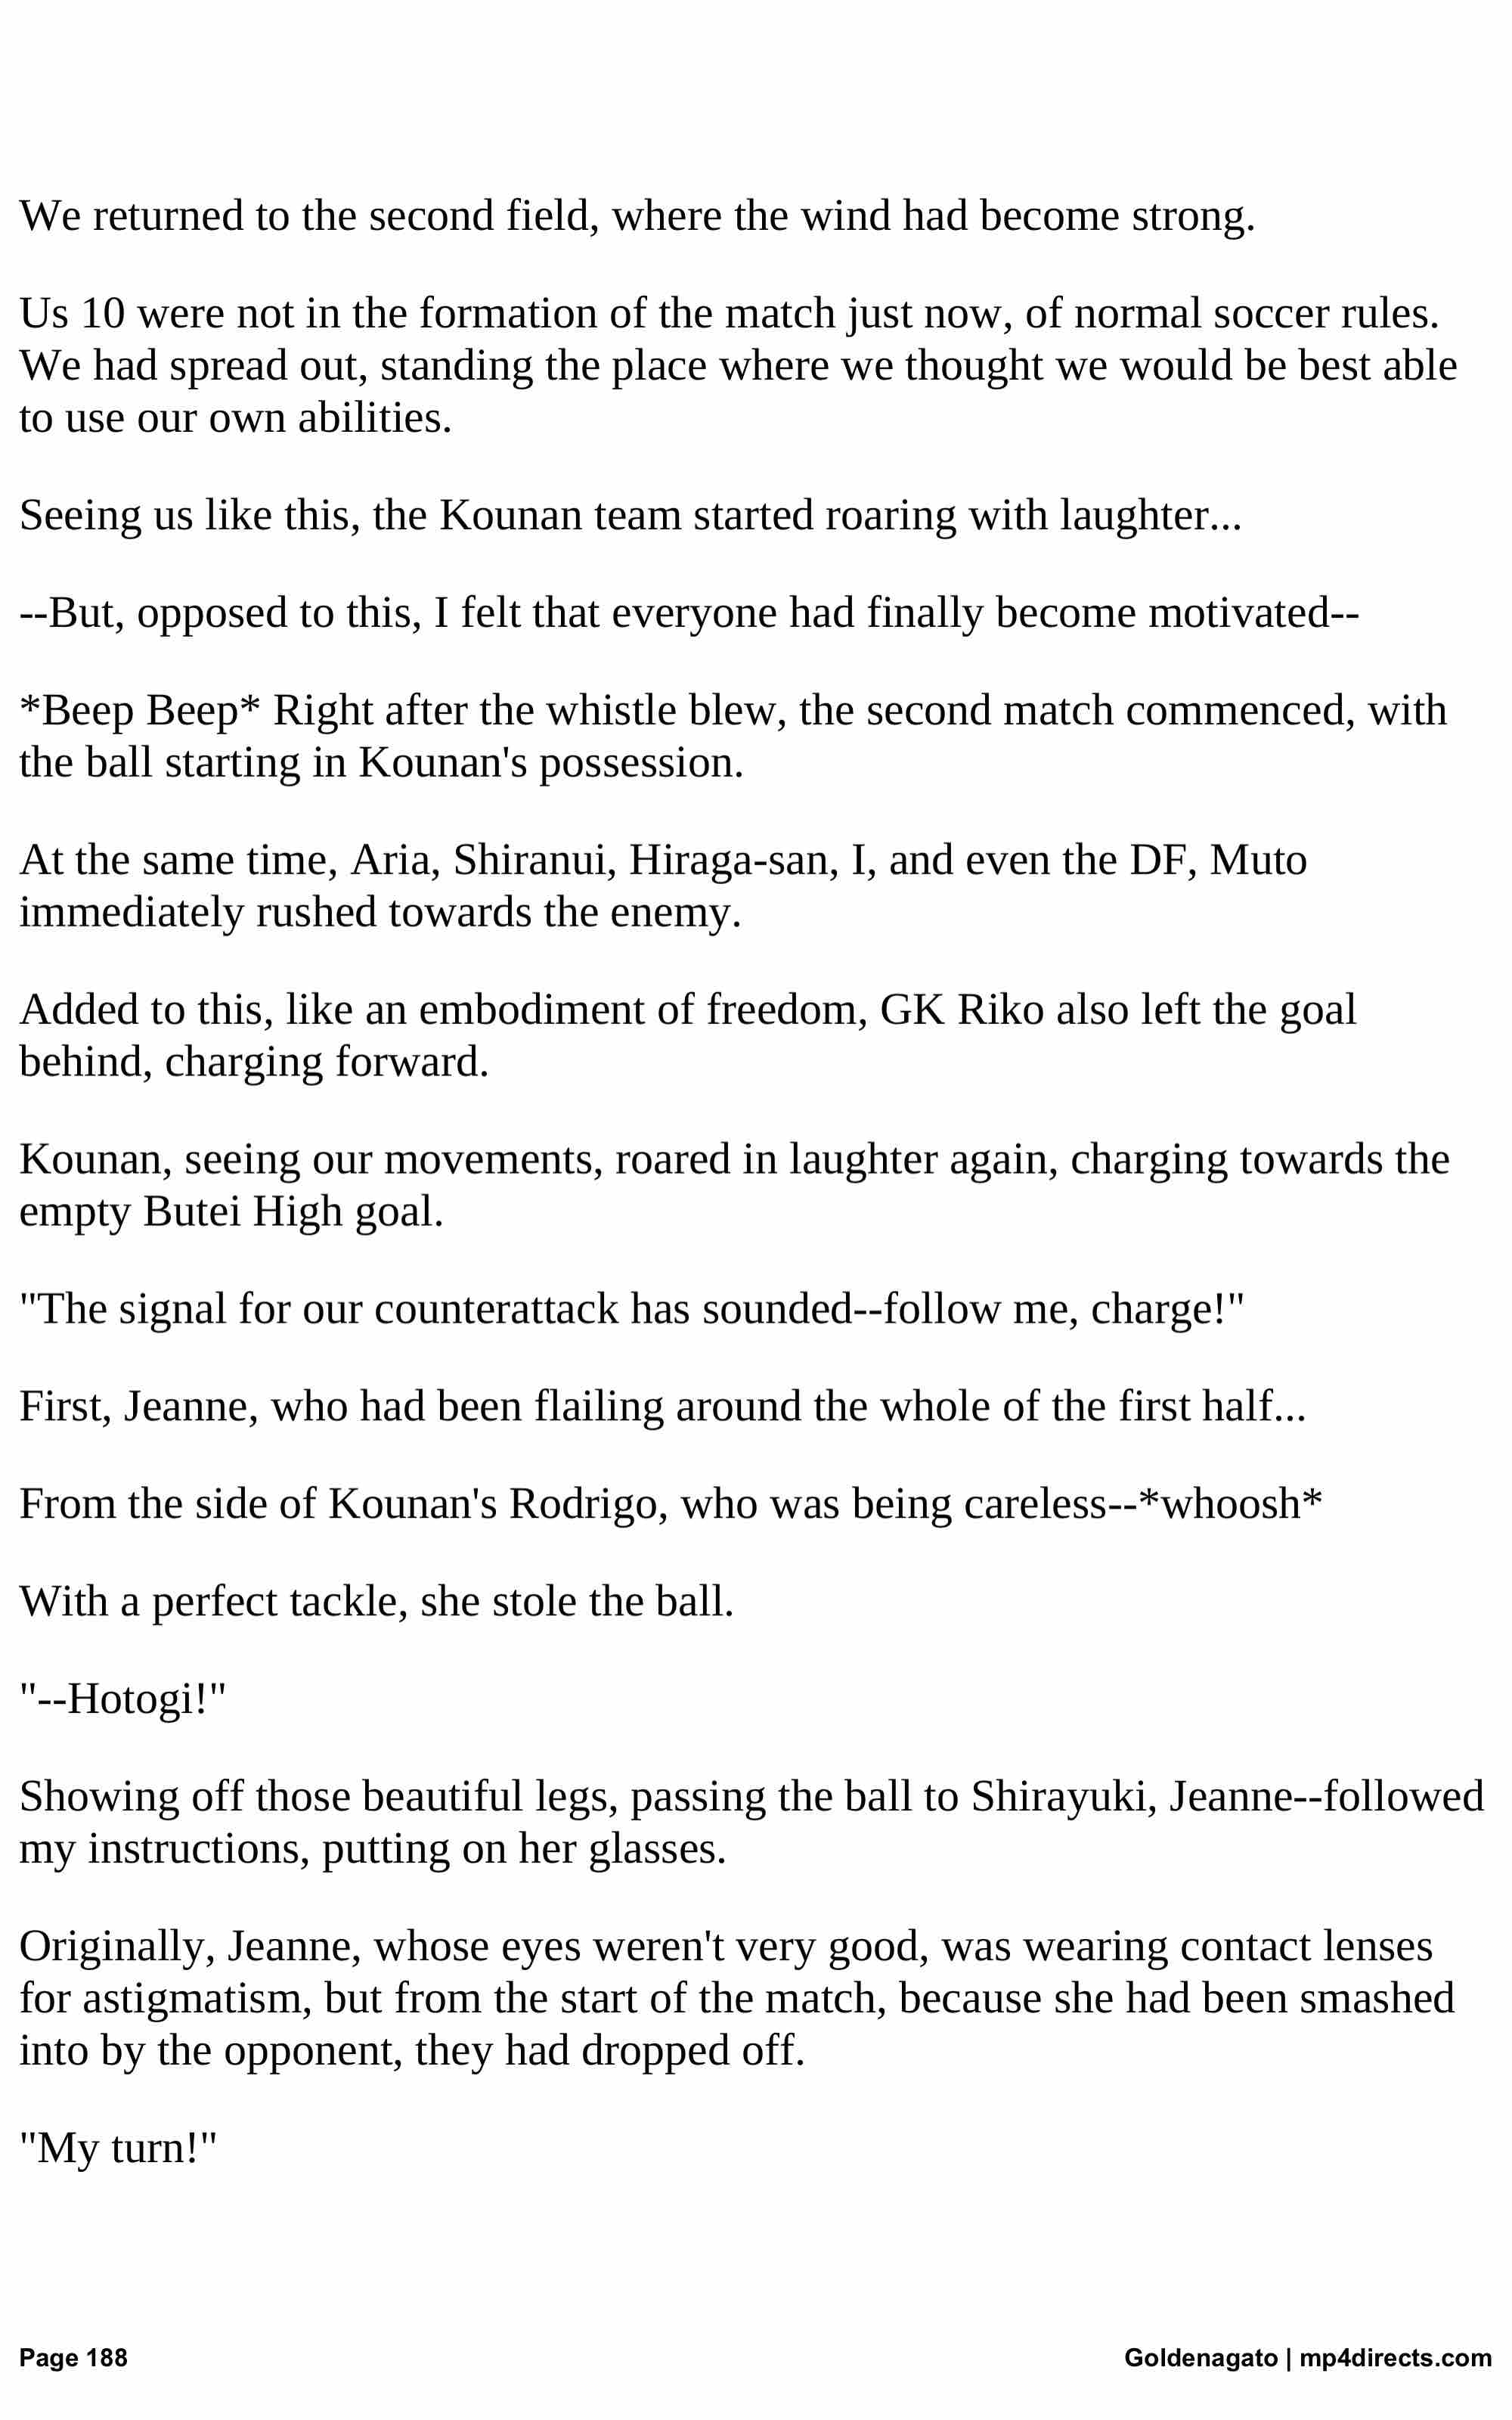 We returned to the second field, where the wind had become strong.
Us 10 were not in the formation of the match just now, of normal soccer rules.
We had spread out, standing the place where we thought we would be best able
to use our own abilities.
Seeing us like this, the Kounan team started roaring with laughter...
--But, opposed to this, I felt that everyone had finally become motivated--
*Beep Beep* Right after the whistle blew, the second match commenced, with
the ball starting in Kounan's possession.
At the same time, Aria, Shiranui, Hiraga-san, I, and even the DF, Muto
immediately rushed towards the enemy.
Added to this, like an embodiment of freedom, GK Riko also left the goal
behind, charging forward.
Kounan, seeing our movements, roared in laughter again, charging towards the
empty Butei High goal.
"The signal for our counterattack has sounded--follow me, charge!"
First, Jeanne, who had been flailing around the whole of the first half...
From the side of Kounan's Rodrigo, who was being careless--*whoosh*
With a perfect tackle, she stole the ball.
"--Hotogi!"
Showing off those beautiful legs, passing the ball to Shirayuki, Jeanne--followed
my instructions, putting on her glasses.
Originally, Jeanne, whose eyes weren't very good, was wearing contact lenses
for astigmatism, but from the start of the match, because she had been smashed
into by the opponent, they had dropped off.
"My turn!"
Page 188
Goldenagato | mp4directs.com